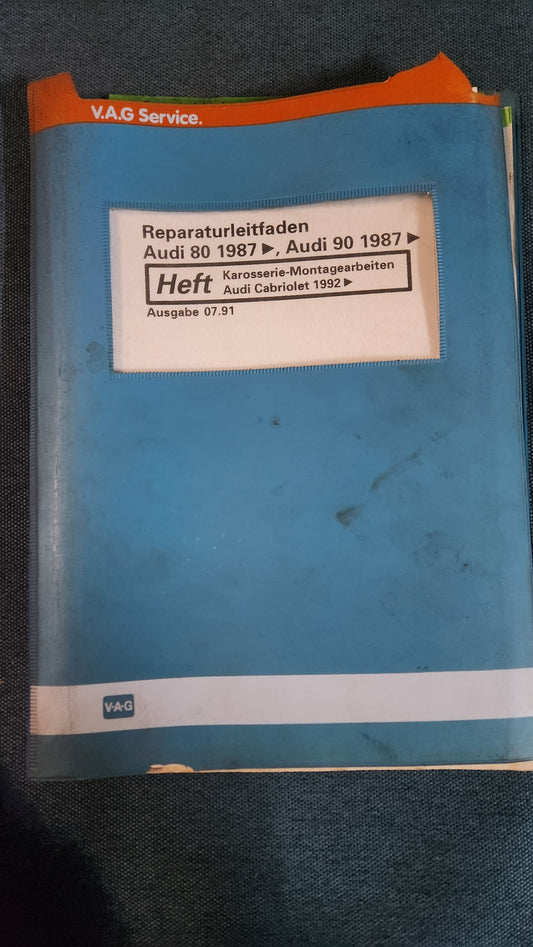 V.A.G Service.
Reparaturleitfaden
Audi 80 1987 ►, Audi 90 1987 ►
Heft Karosserie-Montagearbeiten
Audi Cabriolet 1992 ►
Ausgabe 07.91
V·A·G